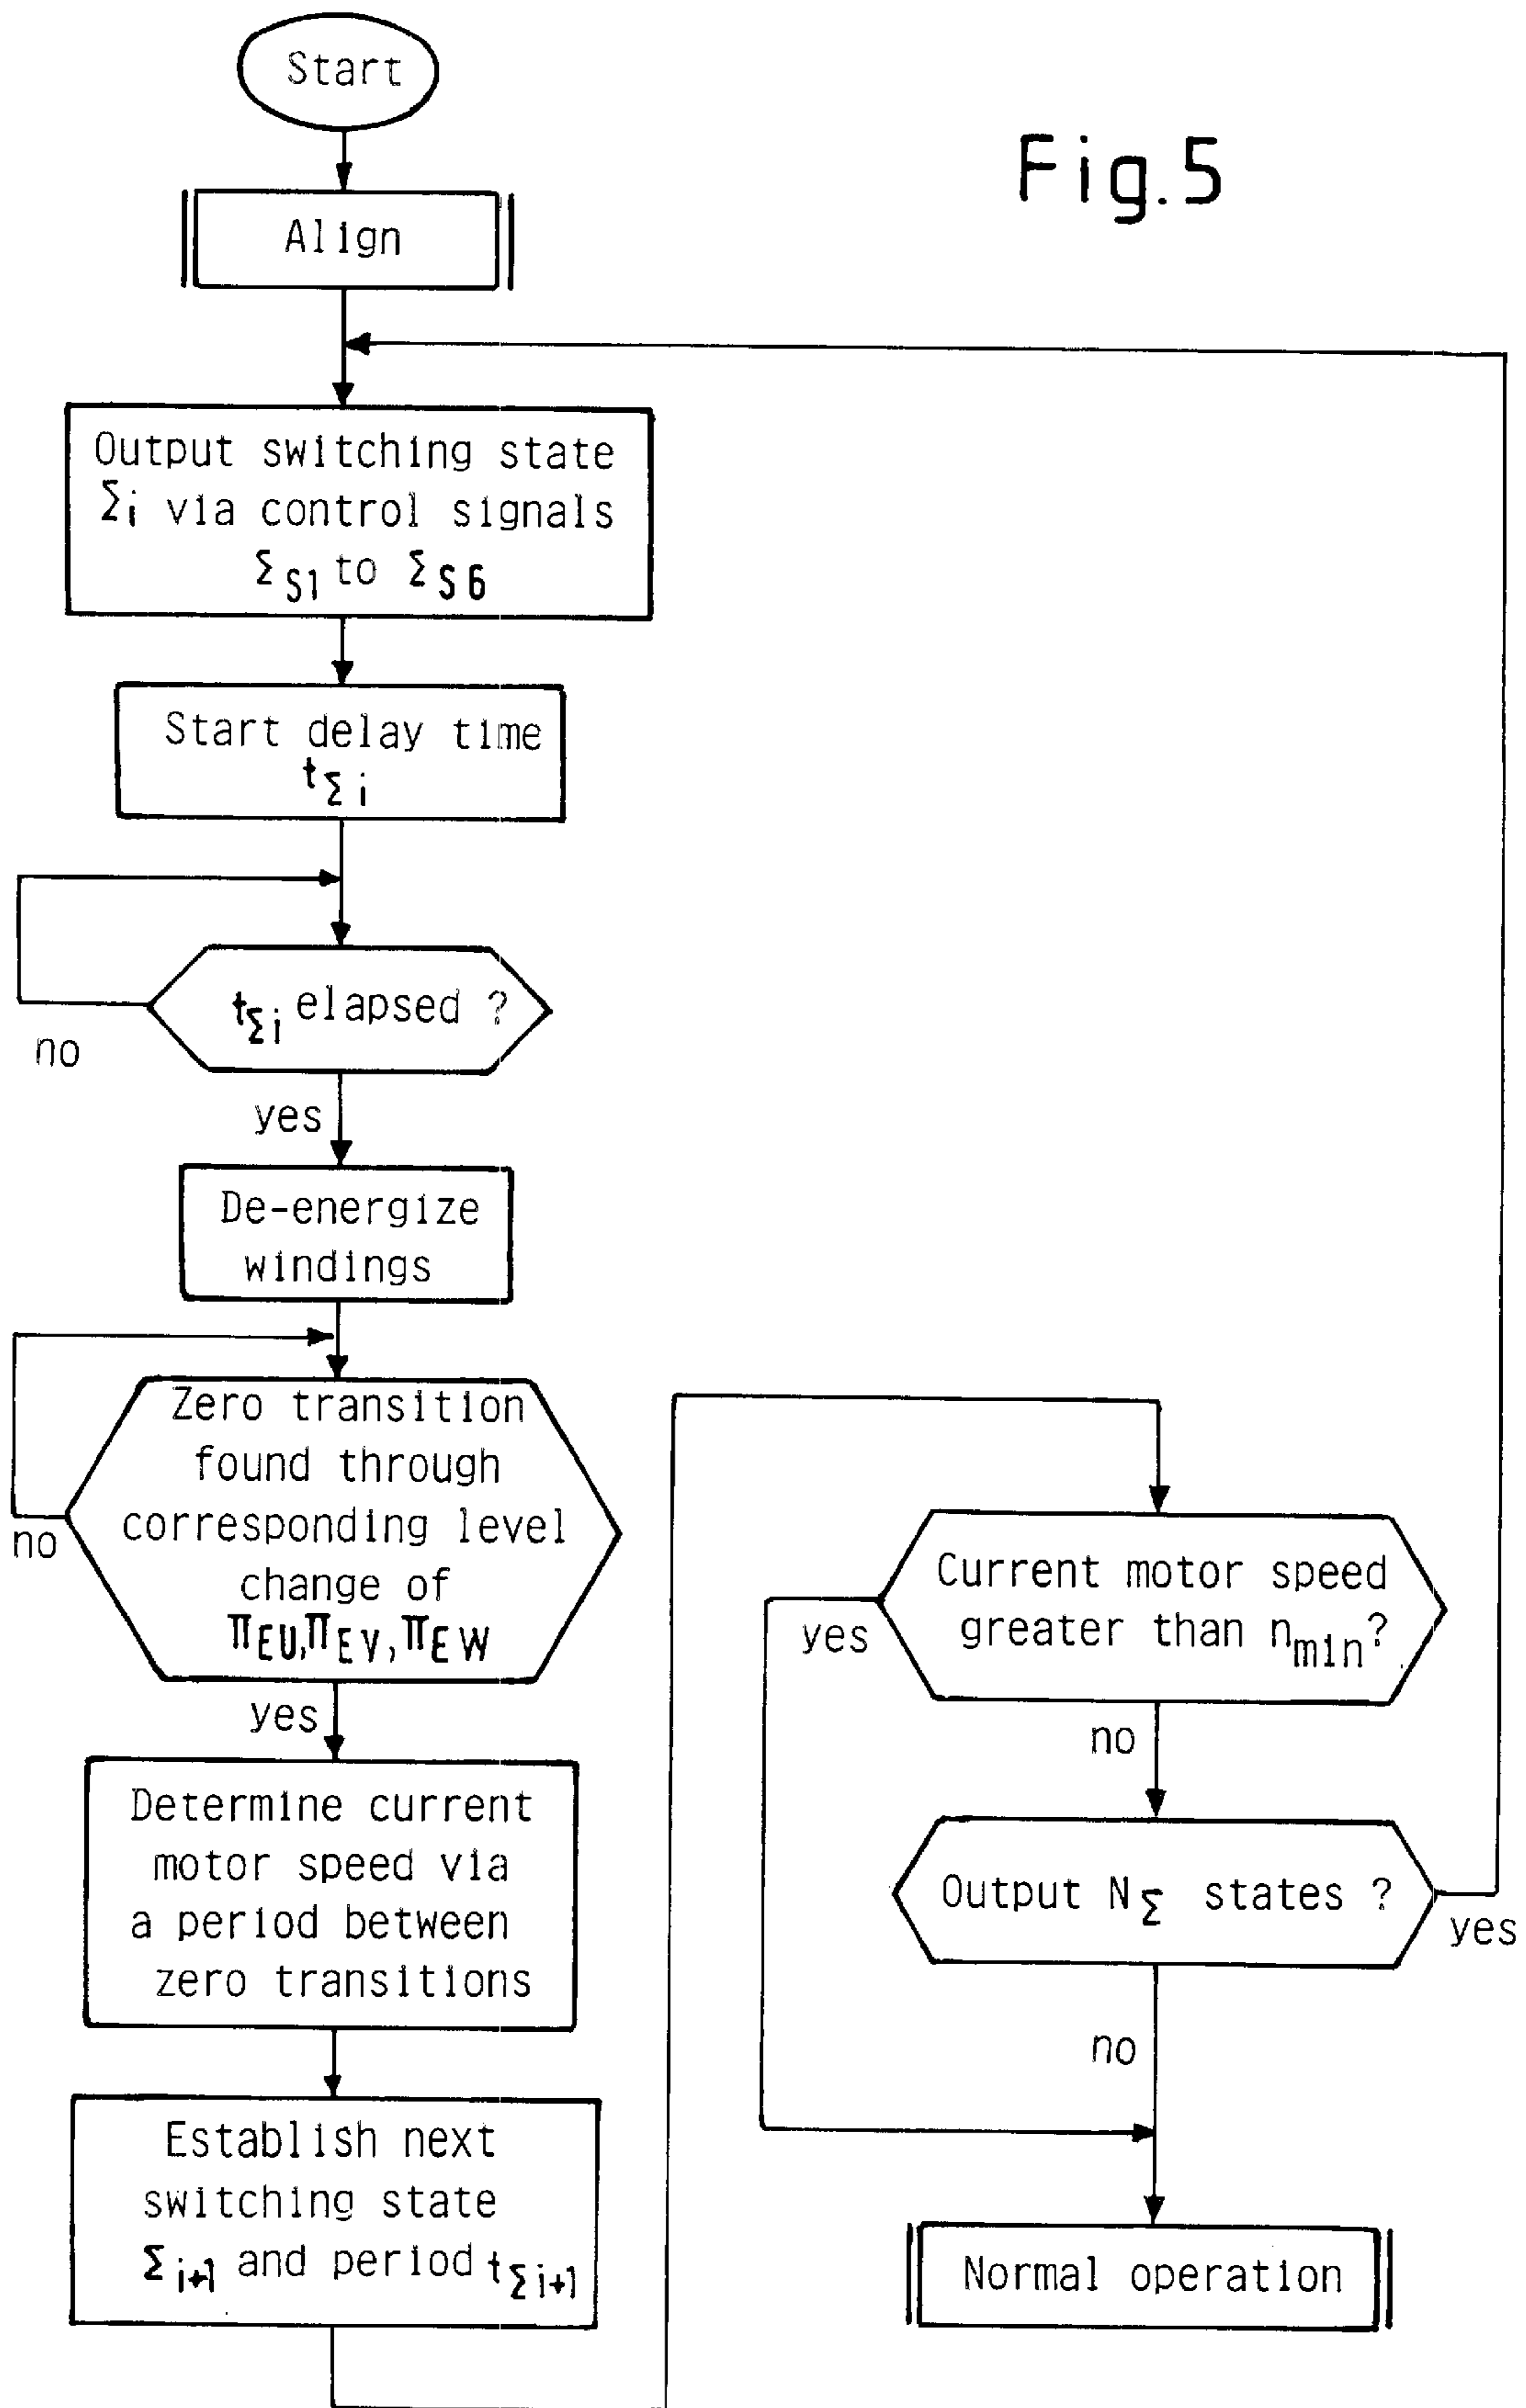 Start
Fig.5
Align
Output switching state
Σi via control signals
ΣS1 to ΣS6
Start delay time
tΣi
tΣi elapsed ?
no
yes
De-energize
windings
Zero transition
found through
corresponding level
change of
ΠEU,ΠEV,ΠEW
no
yes
Determine current
motor speed via
a period between
zero transitions
Establish next
switching state
Σi+1 and period tΣi+1
Current motor speed
greater than nmin?
yes
no
Output NΣ states ?
yes
no
Normal operation